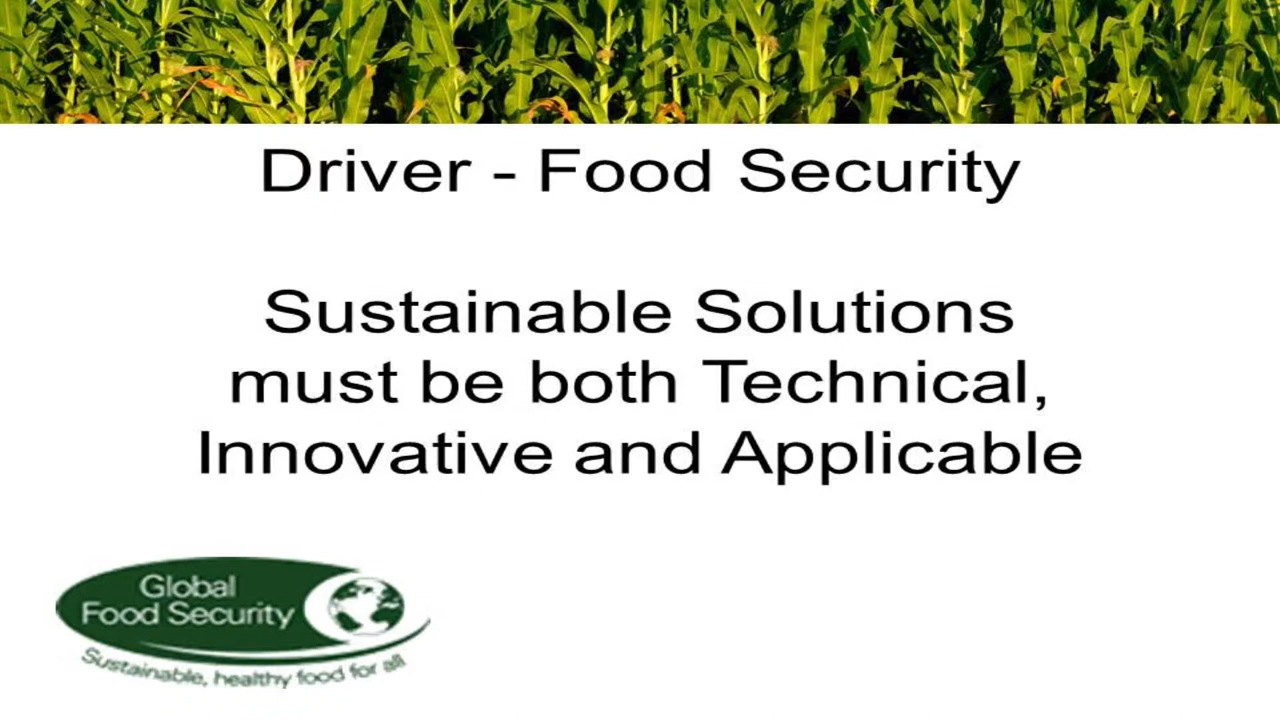 Driver - Food Security
Sustainable Solutions
must be both Technical,
Innovative and Applicable
Global
Food Security
Sustainable, healthy food for all